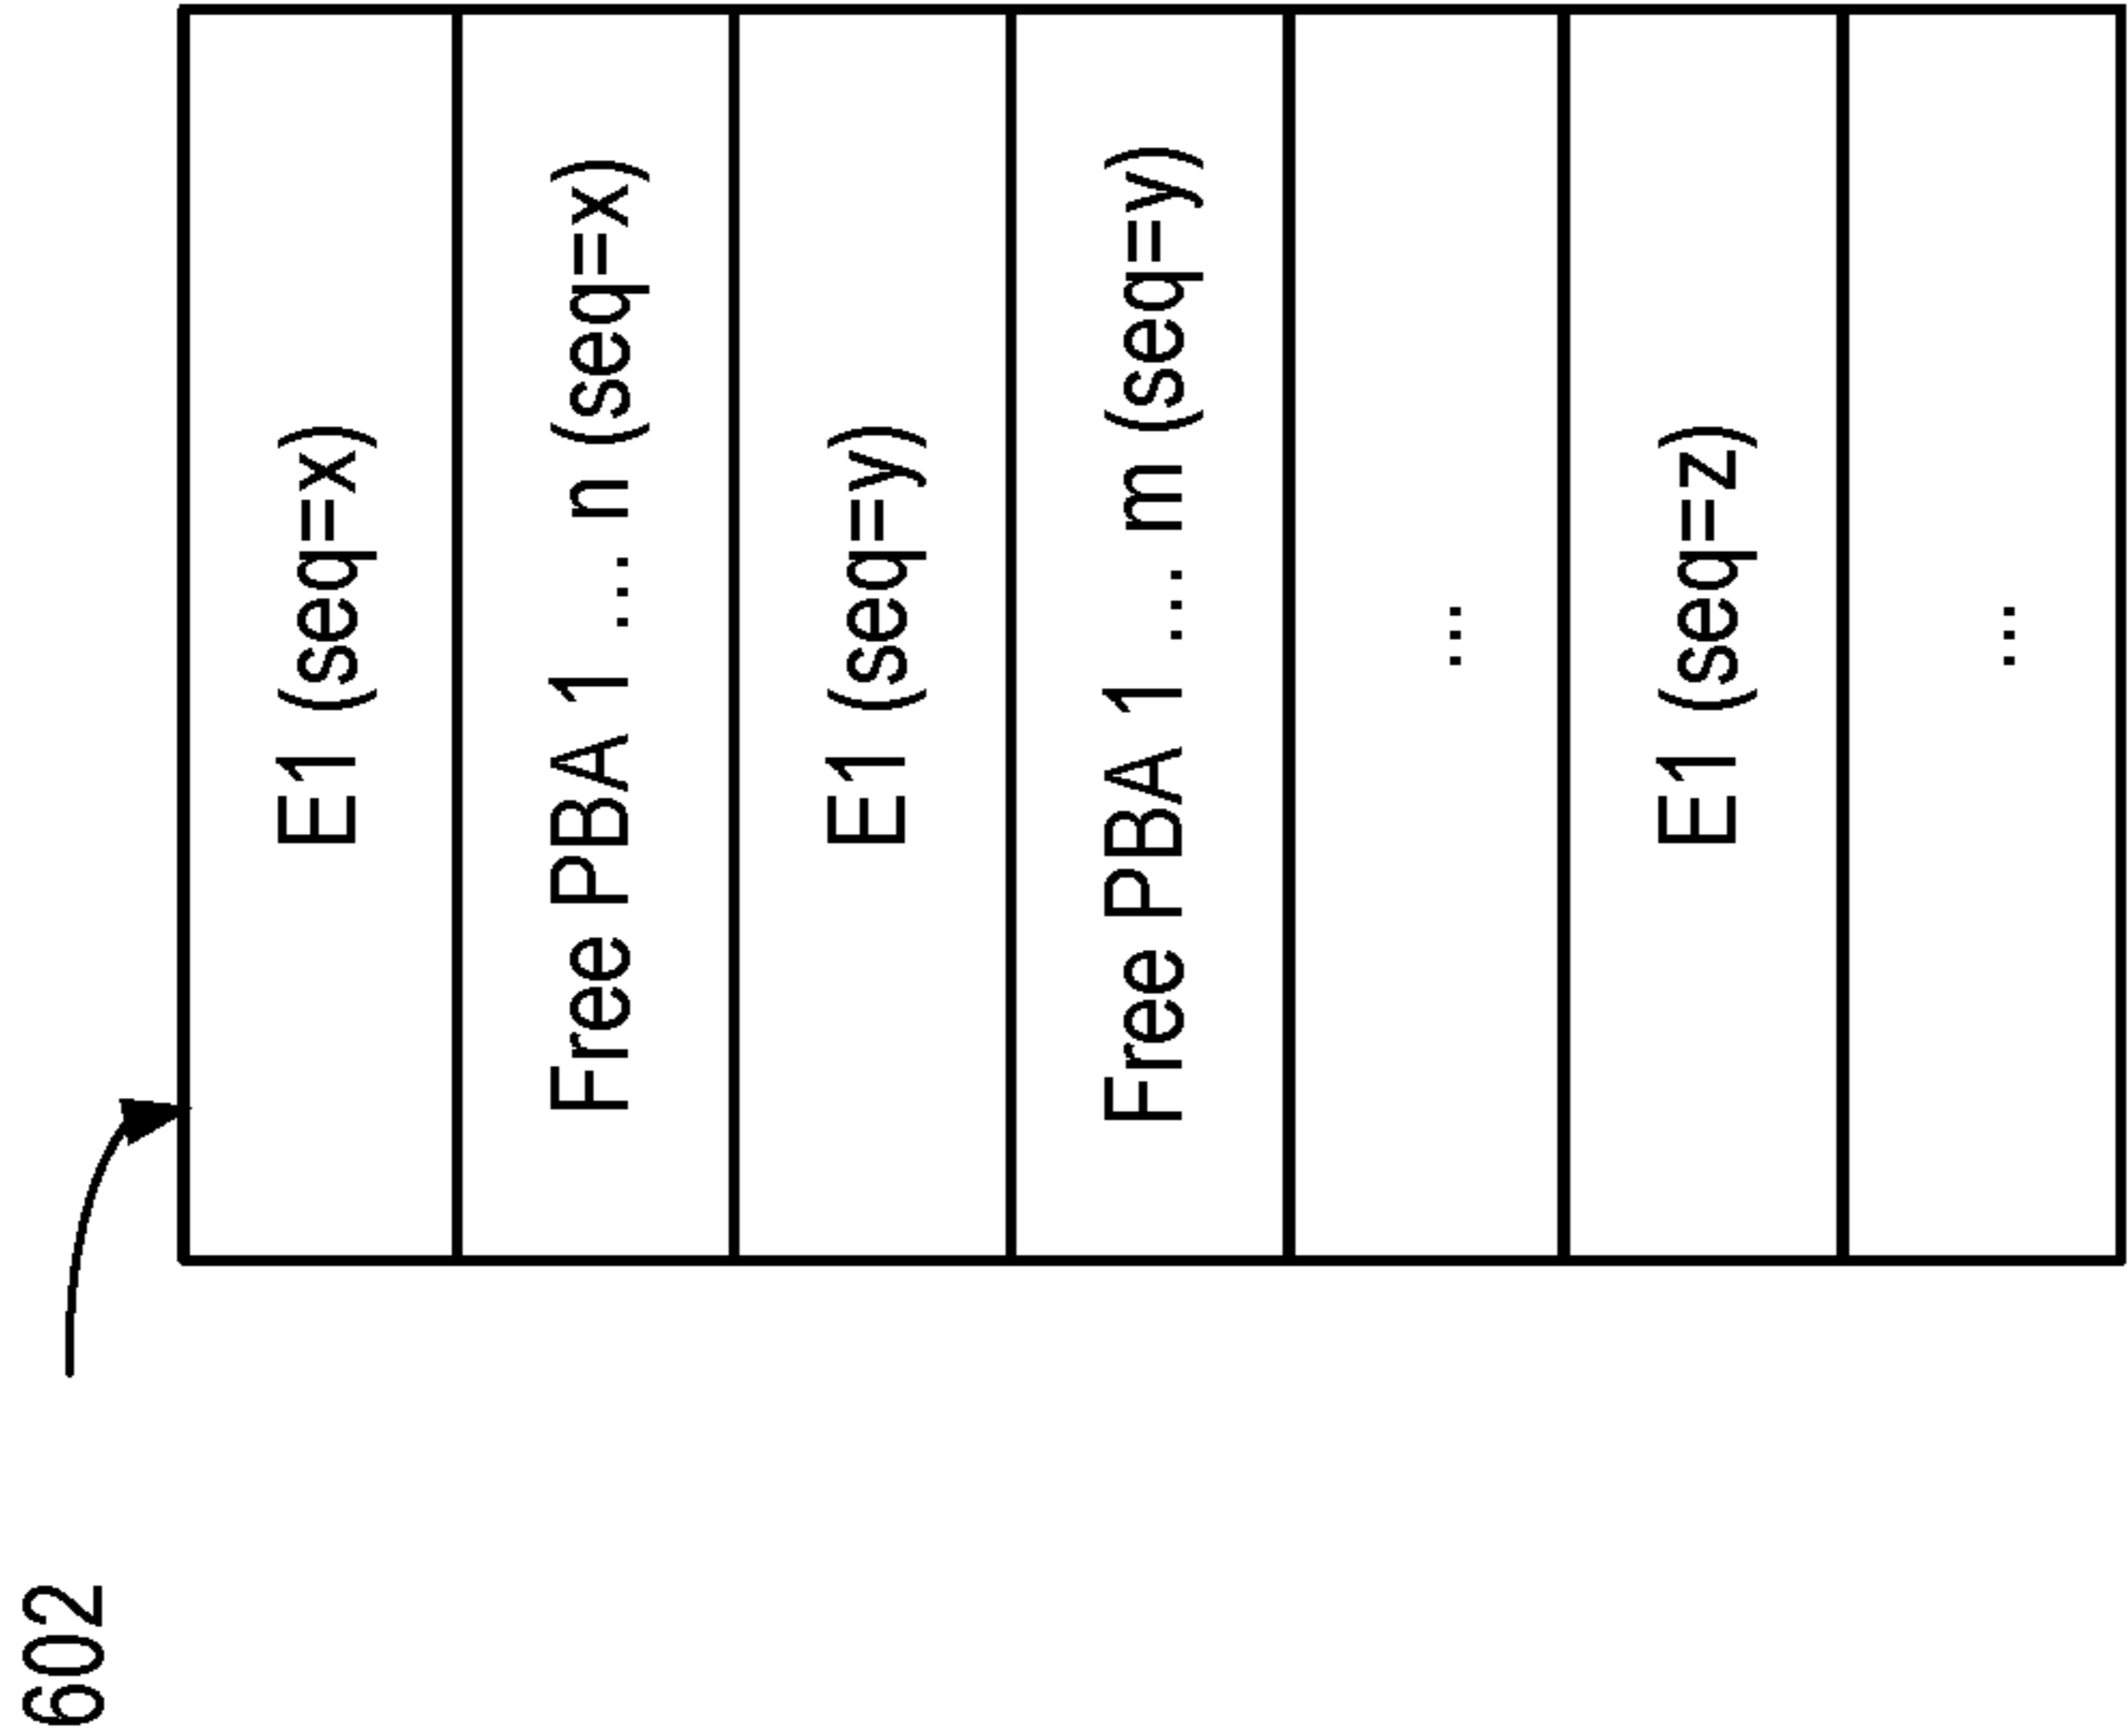 602
E1 (seq=x)
Free PBA 1 ... n (seq=x)
E1 (seq=y)
Free PBA 1 ... m (seq=y)
...
E1 (seq=z)
...